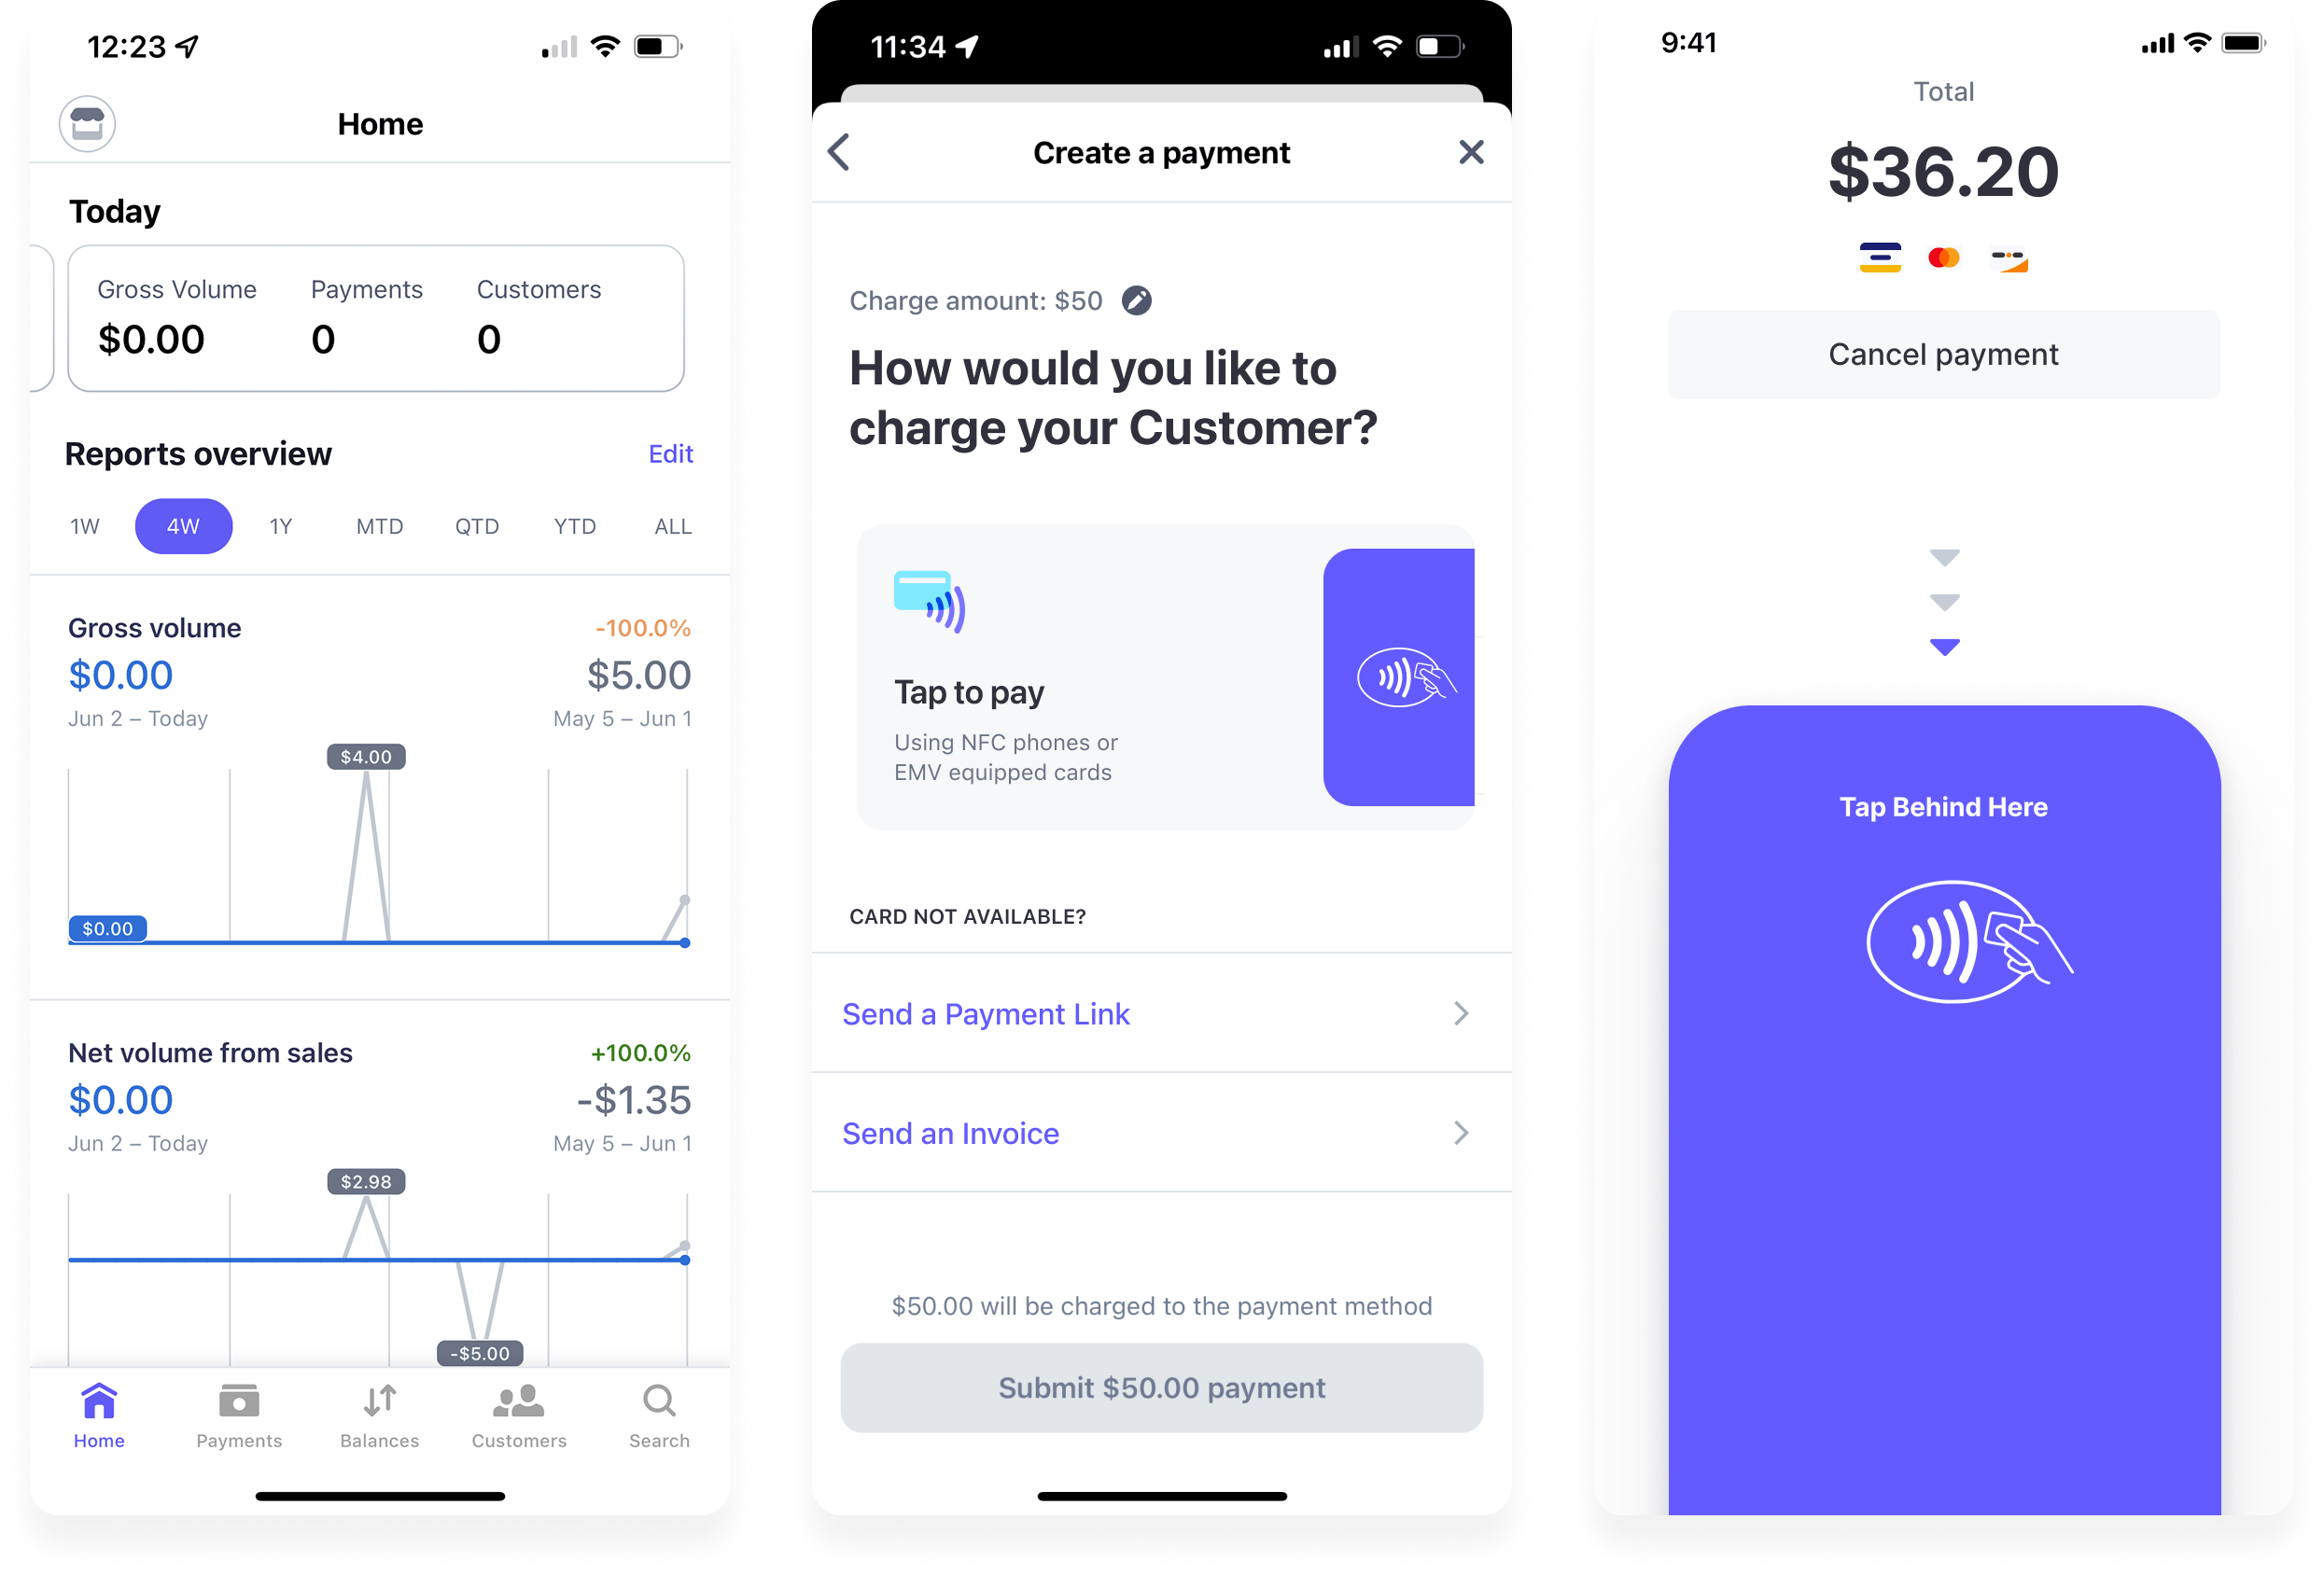 12:23
Home
Today
Gross Volume Payments Customers
$0.00 0 0
Reports overview Edit
1W 4W 1Y MTD QTD YTD ALL
Gross volume -100.0%
$0.00 $5.00
Jun 2 – Today May 5 – Jun 1
$4.00
$0.00
Net volume from sales +100.0%
$0.00 -$1.35
Jun 2 – Today May 5 – Jun 1
$2.98
-$5.00
Home Payments Balances Customers Search
11:34
Create a payment
Charge amount: $50
How would you like to
charge your Customer?
Tap to pay
Using NFC phones or
EMV equipped cards
CARD NOT AVAILABLE?
Send a Payment Link
Send an Invoice
$50.00 will be charged to the payment method
Submit $50.00 payment
9:41
Total
$36.20
Cancel payment
Tap Behind Here